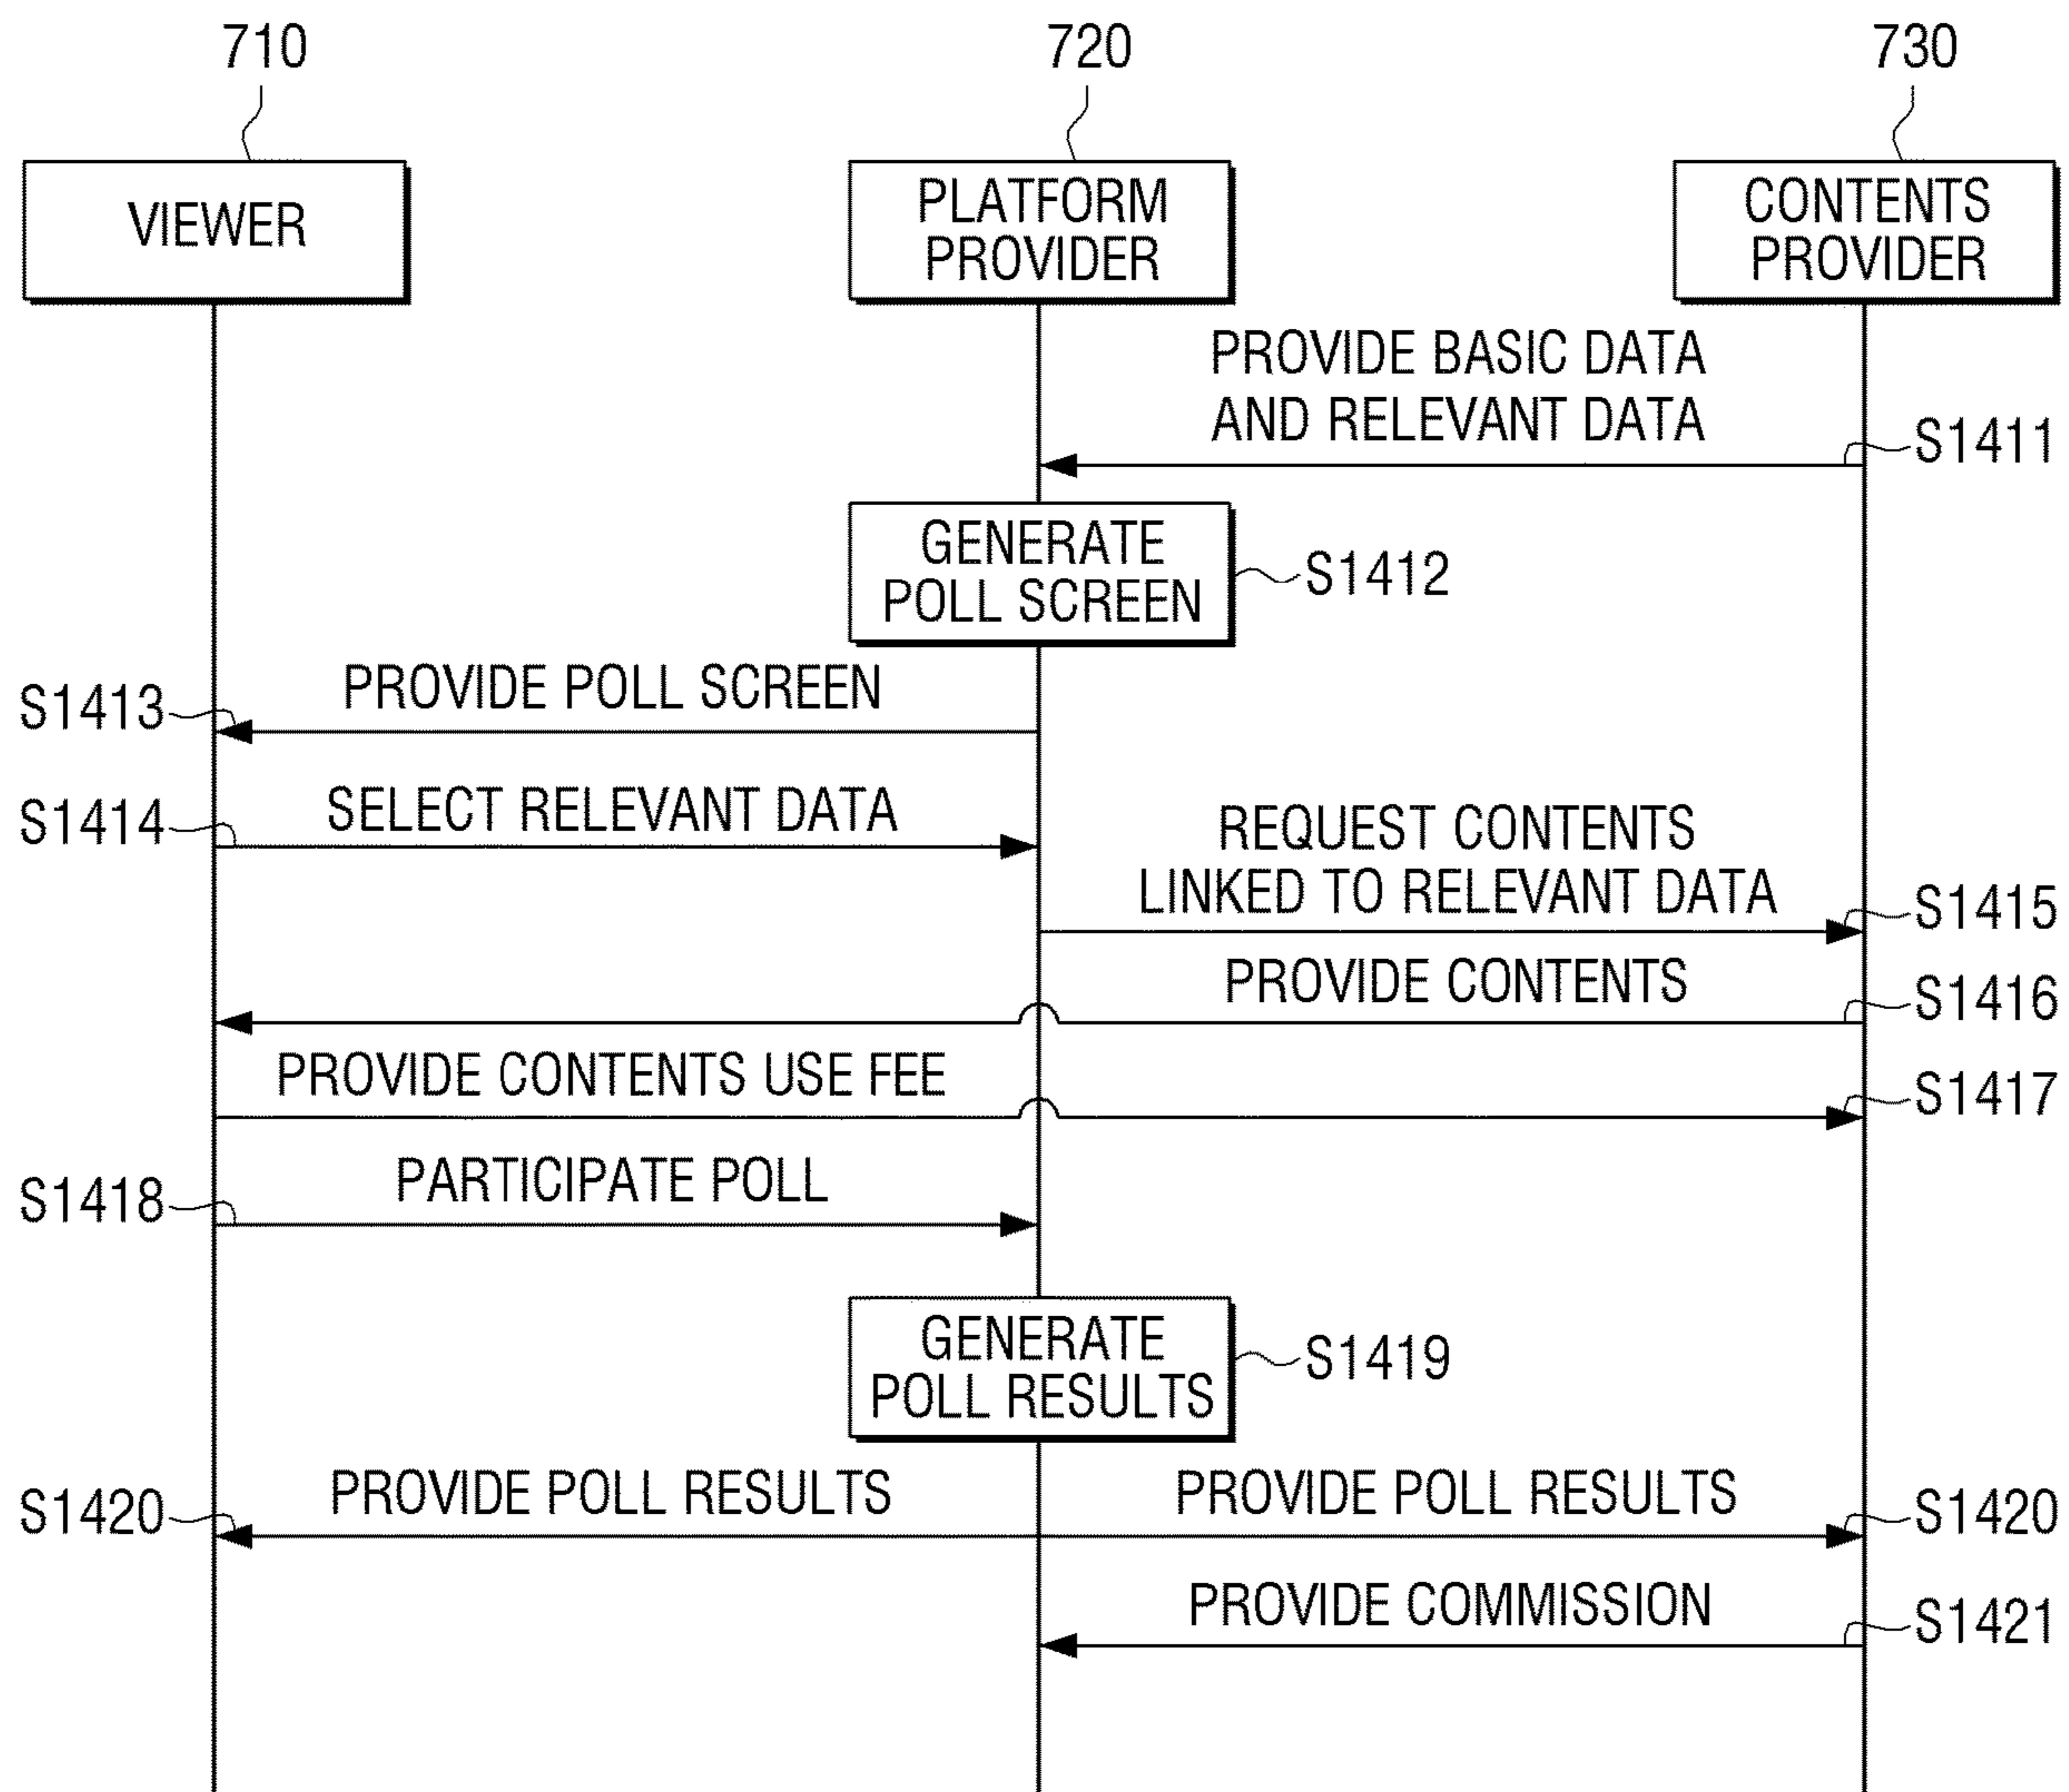 710
720
730
VIEWER
PLATFORM
PROVIDER
CONTENTS
PROVIDER
PROVIDE BASIC DATA
AND RELEVANT DATA
S1411
GENERATE
POLL SCREEN
S1412
PROVIDE POLL SCREEN
S1413
SELECT RELEVANT DATA
S1414
REQUEST CONTENTS
LINKED TO RELEVANT DATA
S1415
PROVIDE CONTENTS
S1416
PROVIDE CONTENTS USE FEE
S1417
PARTICIPATE POLL
S1418
GENERATE
POLL RESULTS
S1419
PROVIDE POLL RESULTS
S1420
PROVIDE POLL RESULTS
S1420
PROVIDE COMMISSION
S1421